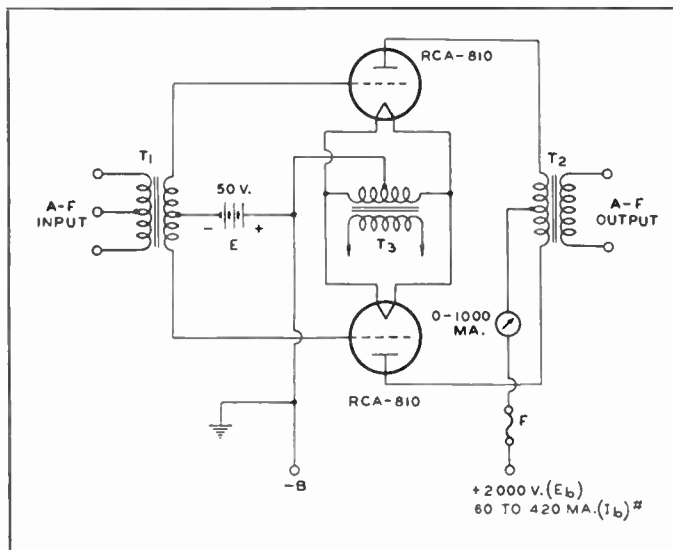 RCA-810
T1
T2
A-F
INPUT
50 V.
- +
E
T3
A-F
OUTPUT
0-1000
MA.
RCA-810
F
-B
+2000 V.(Eb)
60 TO 420 MA.(Ib)#